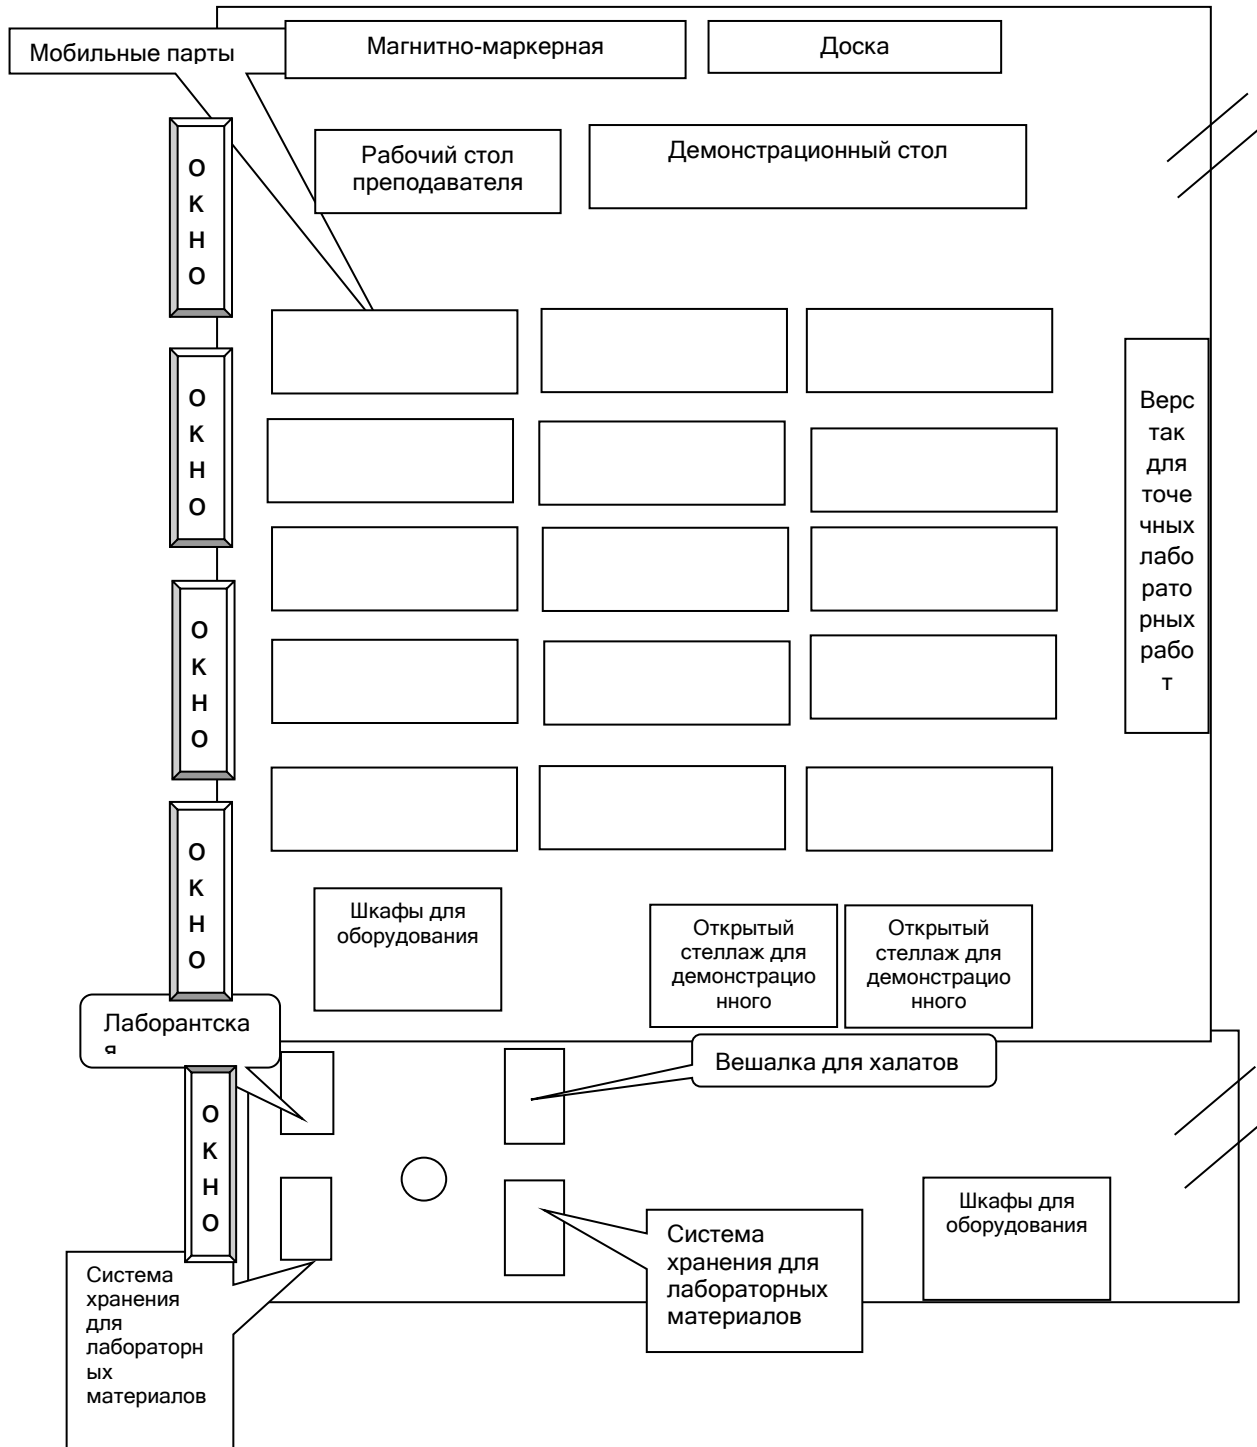 Мобильные парты
Магнитно-маркерная
Доска
Рабочий стол
преподавателя
Демонстрационный стол
О
К
Н
О
О
К
Н
О
О
К
Н
О
О
К
Н
О
Верс
так
для
точе
чных
лабо
рато
рных
рабо
т
Шкафы для
оборудования
Открытый
стеллаж для
демонстрацио
нного
Открытый
стеллаж для
демонстрацио
нного
Лаборантска
я
Вешалка для халатов
О
К
Н
О
Шкафы для
оборудования
Система
хранения для
лабораторных
материалов
Система
хранения
для
лабораторн
ых
материалов